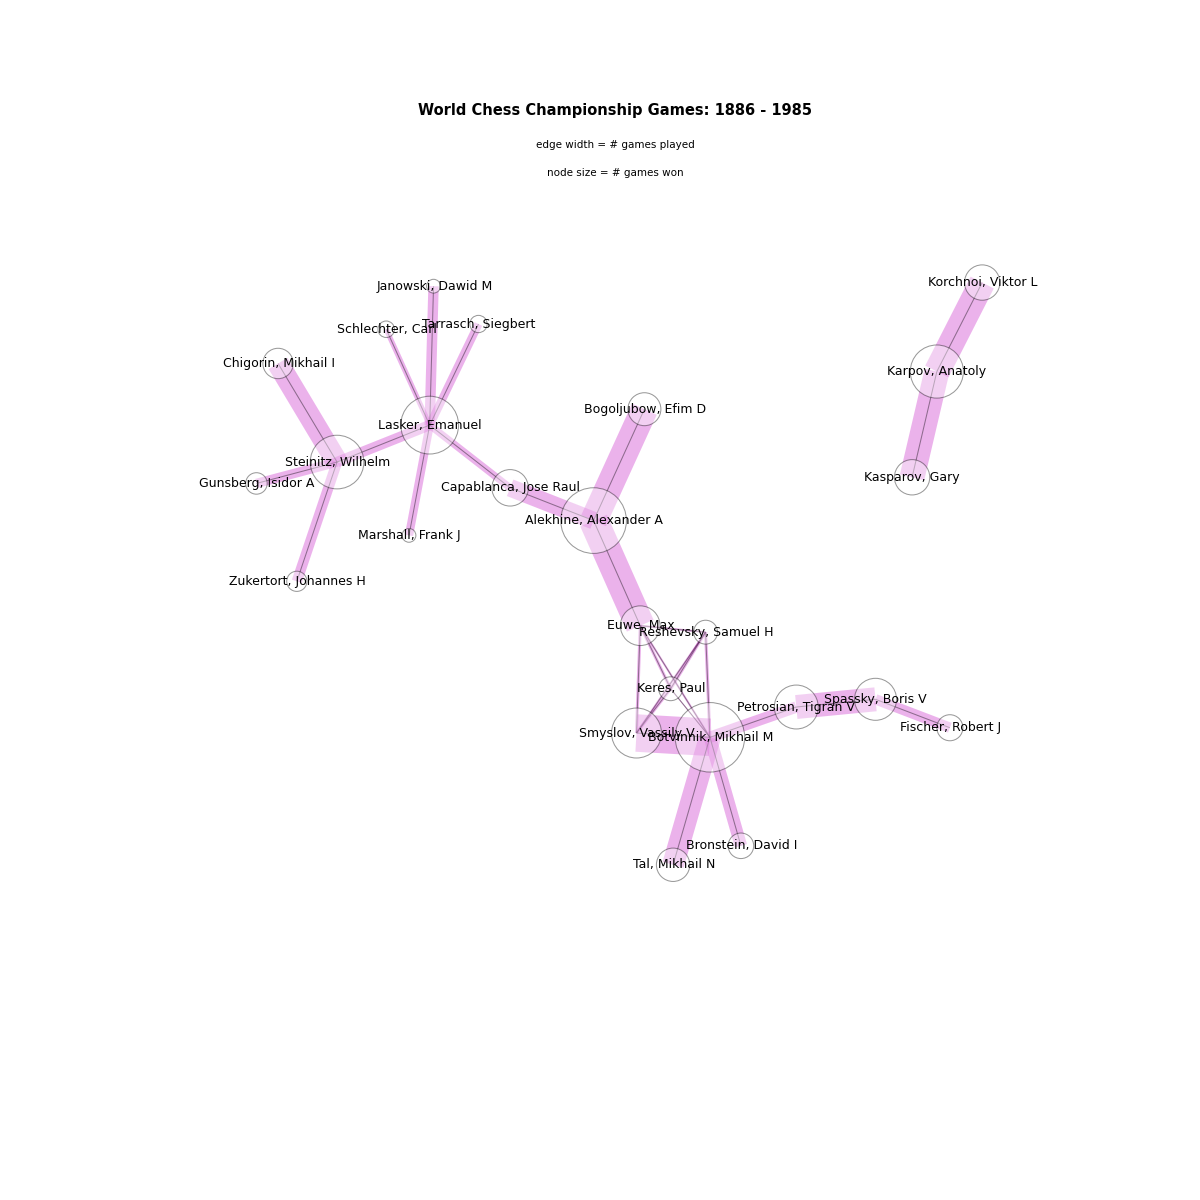 World Chess Championship Games: 1886 - 1985
edge width = # games played
node size = # games won
Korchnoi, Viktor L
Janowski, Dawid M
Schlechter, Carl
Tarrasch, Siegbert
Chigorin, Mikhail I
Karpov, Anatoly
Bogoljubow, Efim D
Lasker, Emanuel
Steinitz, Wilhelm
Kasparov, Gary
Gunsberg, Isidor A
Capablanca, Jose Raul
Alekhine, Alexander A
Marshall, Frank J
Zukertort, Johannes H
Euwe, Max
Reshevsky, Samuel H
Keres, Paul
Spassky, Boris V
Petrosian, Tigran V
Fischer, Robert J
Smyslov, Vassily V
Botvinnik, Mikhail M
Bronstein, David I
Tal, Mikhail N